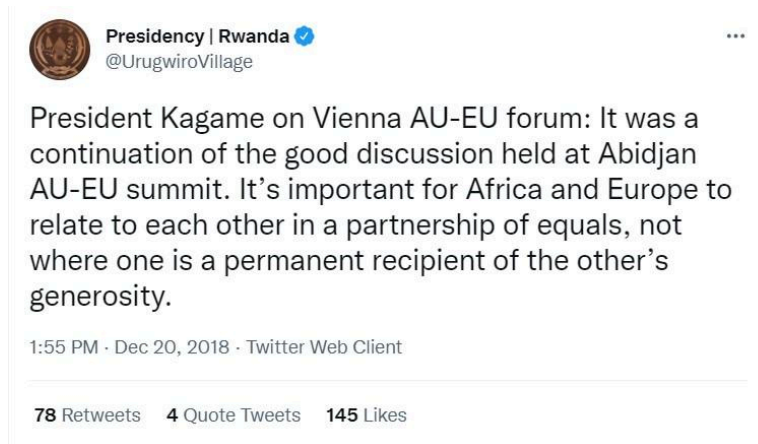 Presidency | Rwanda
@UrugwiroVillage
President Kagame on Vienna AU-EU forum: It was a
continuation of the good discussion held at Abidjan
AU-EU summit. It’s important for Africa and Europe to
relate to each other in a partnership of equals, not
where one is a permanent recipient of the other’s
generosity.
1:55 PM · Dec 20, 2018 · Twitter Web Client
78 Retweets 4 Quote Tweets 145 Likes